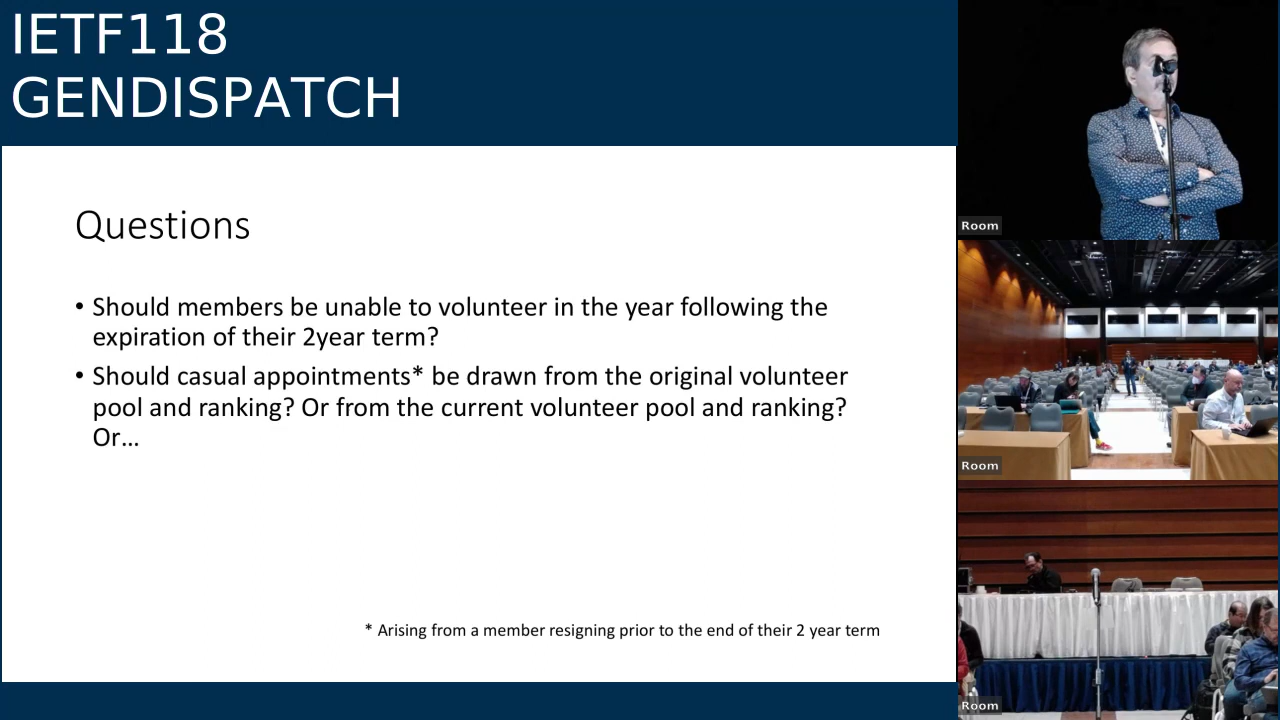 IETF118
GENDISPATCH
Questions
• Should members be unable to volunteer in the year following the
expiration of their 2year term?
• Should casual appointments* be drawn from the original volunteer
pool and ranking? Or from the current volunteer pool and ranking?
Or…
* Arising from a member resigning prior to the end of their 2 year term
Room
Room
Room